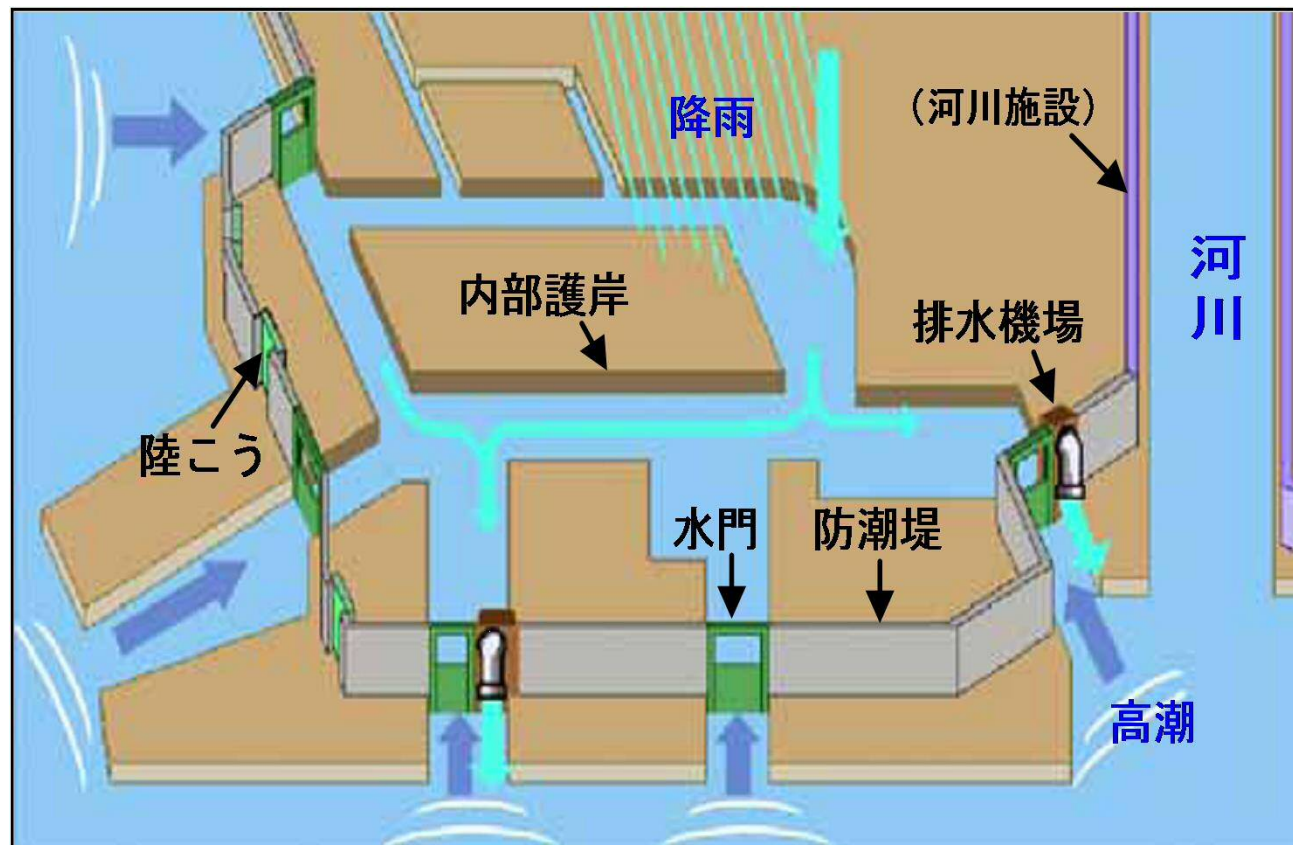 降雨
(河川施設)
河川
内部護岸
排水機場
陸こう
水門
防潮堤
高潮